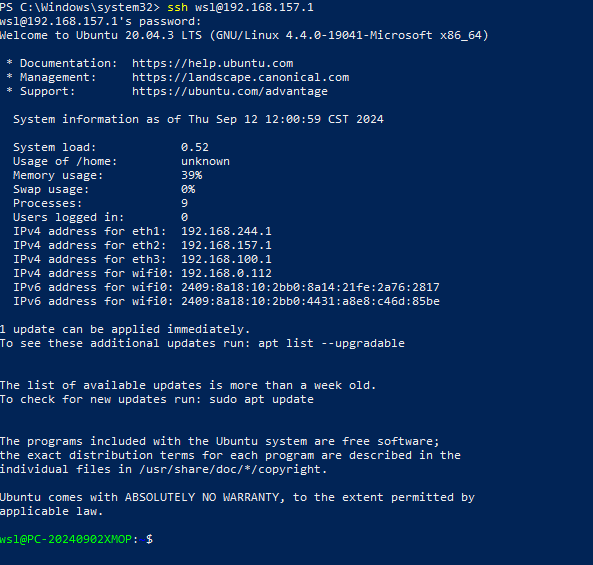 PS C:\Windows\system32> ssh wsl@192.168.157.1
wsl@192.168.157.1's password:
Welcome to Ubuntu 20.04.3 LTS (GNU/Linux 4.4.0-19041-Microsoft x86_64)
* Documentation:  https://help.ubuntu.com
* Management:     https://landscape.canonical.com
* Support:        https://ubuntu.com/advantage
System information as of Thu Sep 12 12:00:59 CST 2024
System load:            0.52
Usage of /home:         unknown
Memory usage:           39%
Swap usage:             0%
Processes:              9
Users logged in:        0
IPv4 address for eth1:  192.168.244.1
IPv4 address for eth2:  192.168.157.1
IPv4 address for eth3:  192.168.100.1
IPv4 address for wifi0: 192.168.0.112
IPv6 address for wifi0: 2409:8a18:10:2bb0:8a14:21fe:2a76:2817
IPv6 address for wifi0: 2409:8a18:10:2bb0:4431:a8e8:c46d:85be
1 update can be applied immediately.
To see these additional updates run: apt list --upgradable
The list of available updates is more than a week old.
To check for new updates run: sudo apt update
The programs included with the Ubuntu system are free software;
the exact distribution terms for each program are described in the
individual files in /usr/share/doc/*/copyright.
Ubuntu comes with ABSOLUTELY NO WARRANTY, to the extent permitted by
applicable law.
wsl@PC-20240902XMOP: $